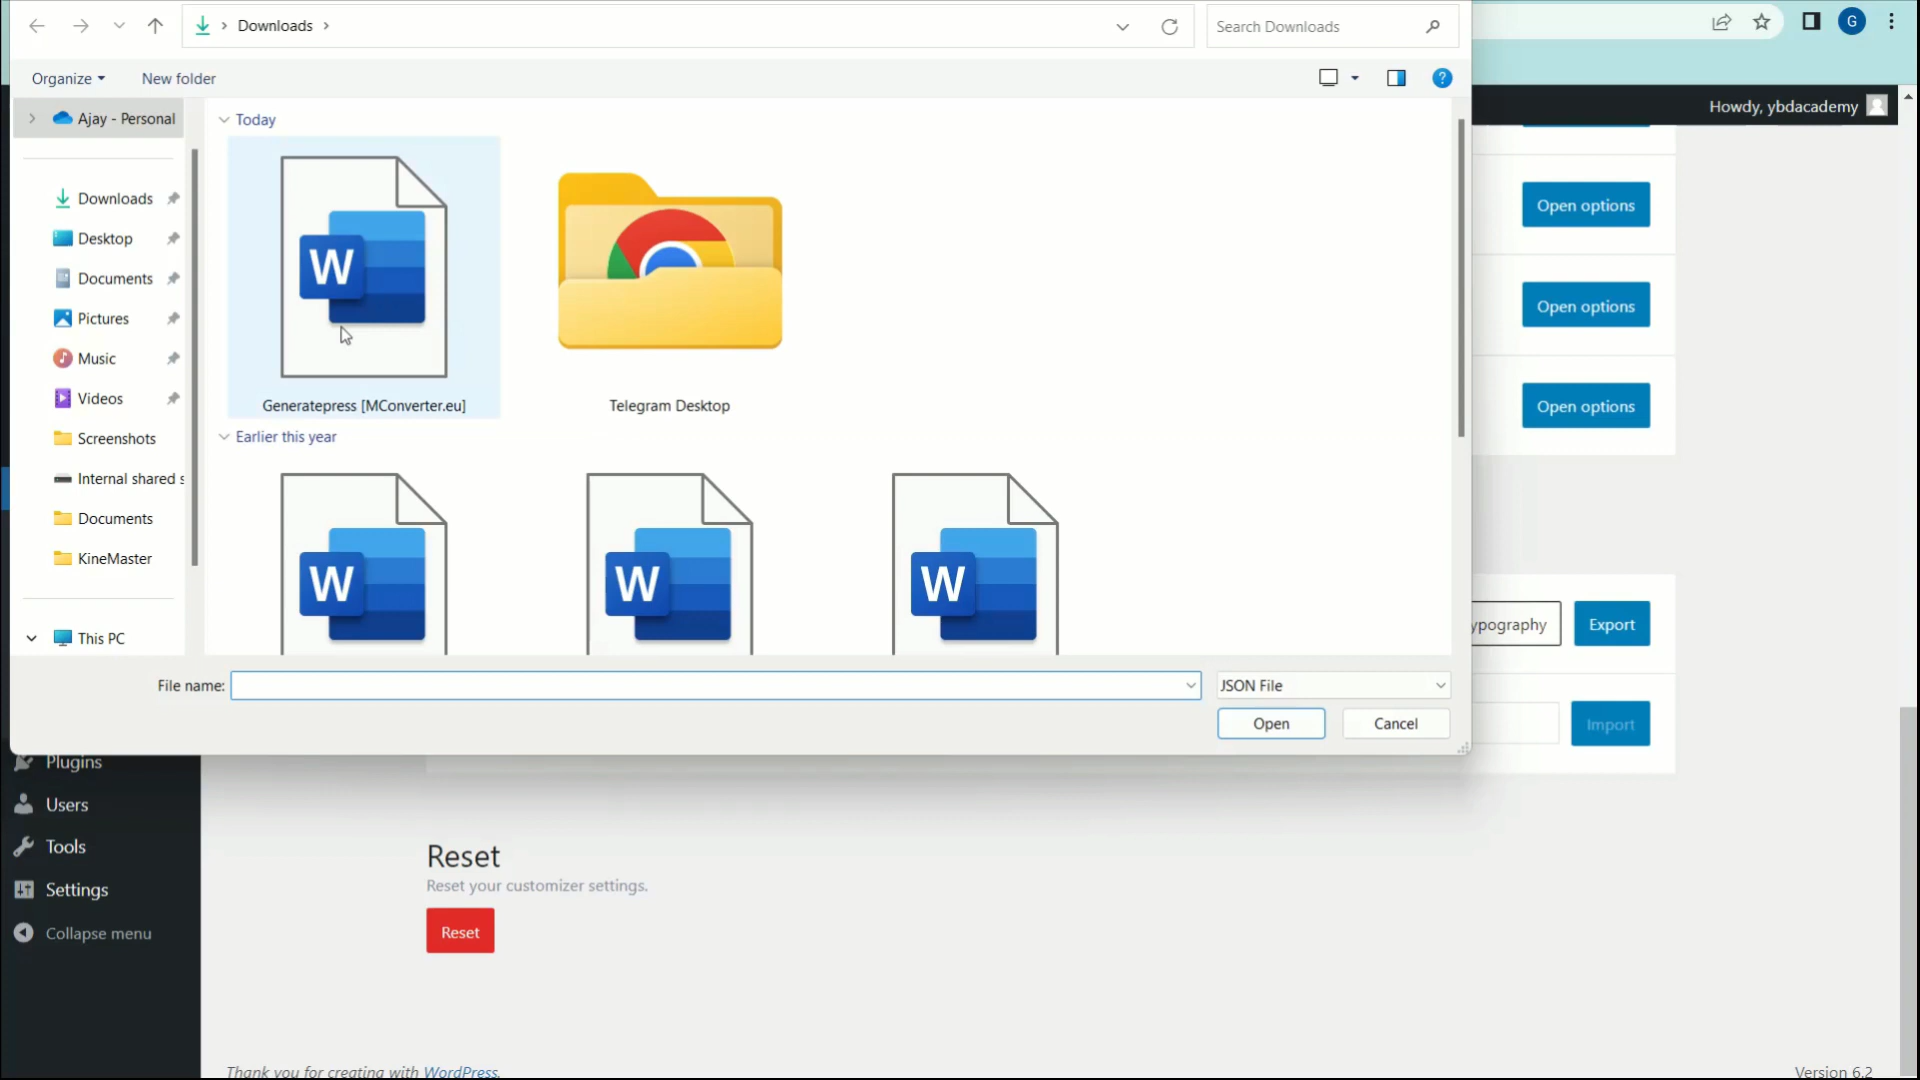 Downloads
Search Downloads
G
Organize
New folder
?
Howdy, ybdacademy
Ajay - Personal
Today
Downloads
Desktop
Documents
Pictures
Music
Videos
Screenshots
Internal shared s
Documents
KineMaster
This PC
W
Generatepress [MConverter.eu]
Telegram Desktop
Earlier this year
W
W
W
Open options
Open options
Open options
ypography
Export
Import
File name:
JSON File
Open
Cancel
Plugins
Users
Tools
Settings
Collapse menu
Reset
Reset your customizer settings.
Reset
Thank you for creating with WordPress.
Version 6.2